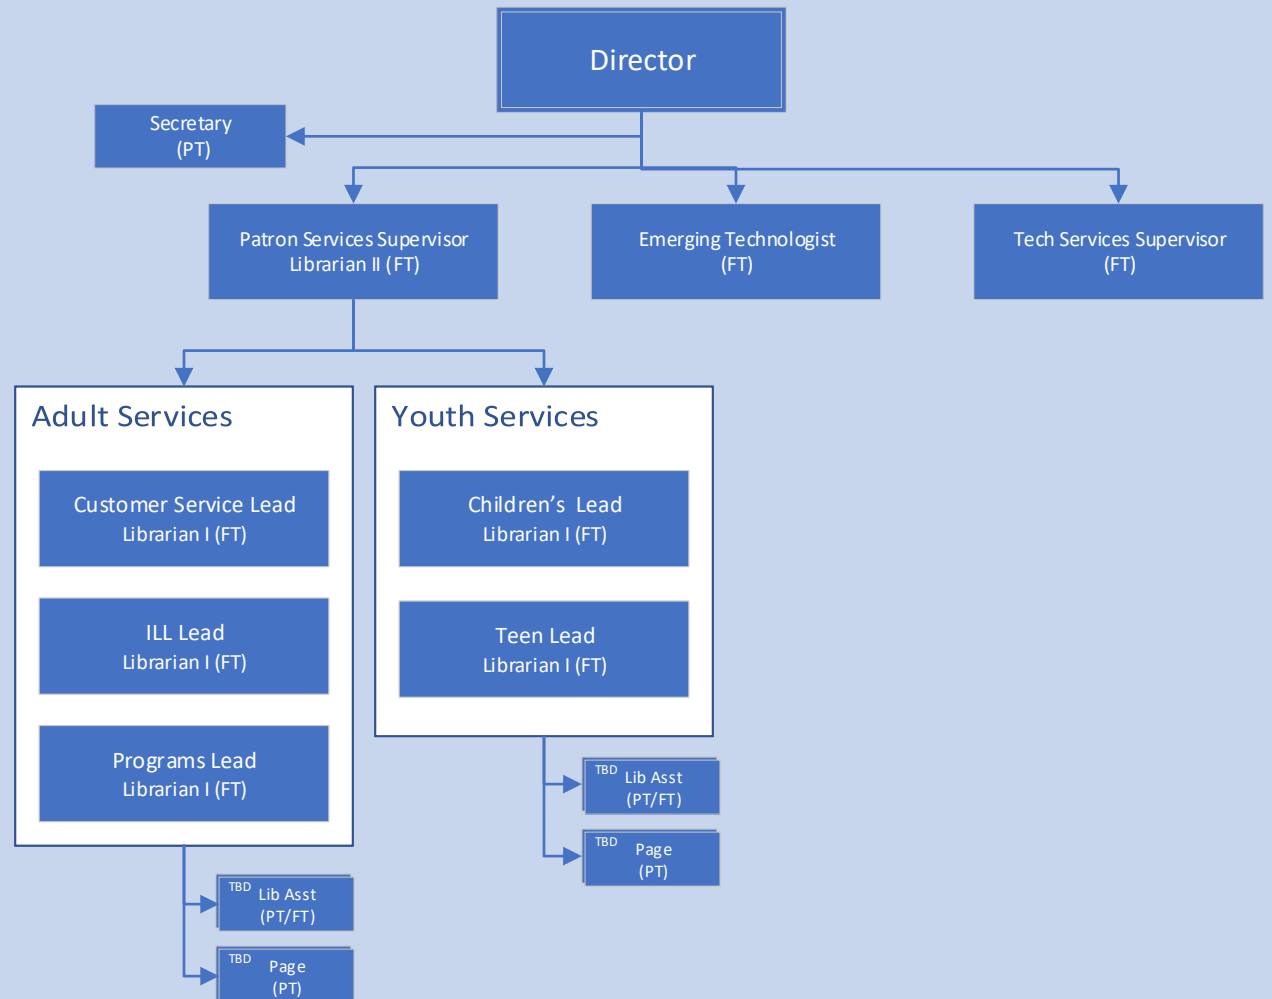 Director
Secretary
(PT)
Patron Services Supervisor
Librarian II (FT)
Emerging Technologist
(FT)
Tech Services Supervisor
(FT)
Adult Services
Customer Service Lead
Librarian I (FT)
ILL Lead
Librarian I (FT)
Programs Lead
Librarian I (FT)
TBD
Lib Asst
(PT/FT)
TBD
Page
(PT)
Youth Services
Children’s Lead
Librarian I (FT)
Teen Lead
Librarian I (FT)
TBD
Lib Asst
(PT/FT)
TBD
Page
(PT)